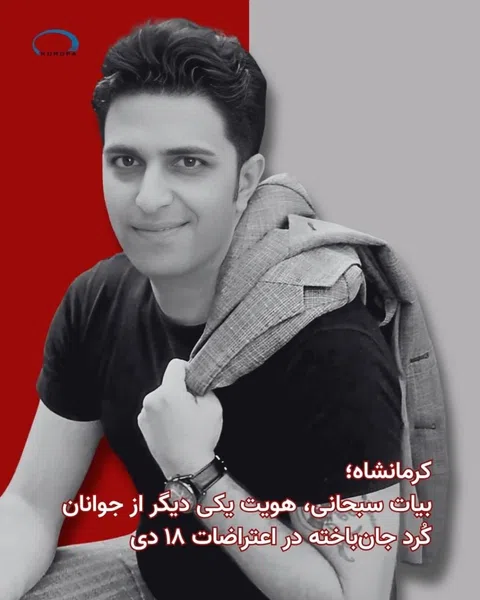 کرمانشاه؛
بیات سبحانی، هویت یکی دیگر از جوانان
کُرد جان‌باخته در اعتراضات ۱۸ دی